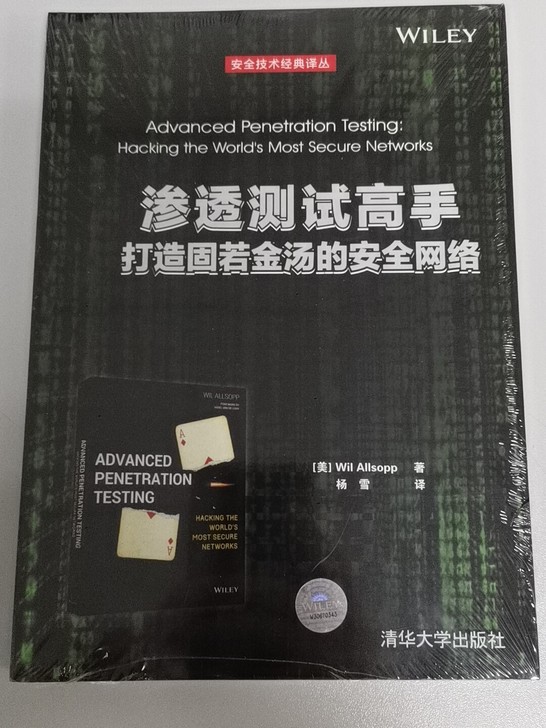 WILEY
安全技术经典译丛
Advanced Penetration Testing:
Hacking the World's Most Secure Networks
渗透测试高手
打造固若金汤的安全网络
WIL ALLSOPP
A
ADVANCED
PENETRATION
TESTING
HACKING THE
WORLD'S
MOST SECURE
NETWORKS
A
WILEY
ADVANCED PENETRATION TESTING
[美] Wil Allsopp 著
杨 雪 译
WILEY
清华大学出版社